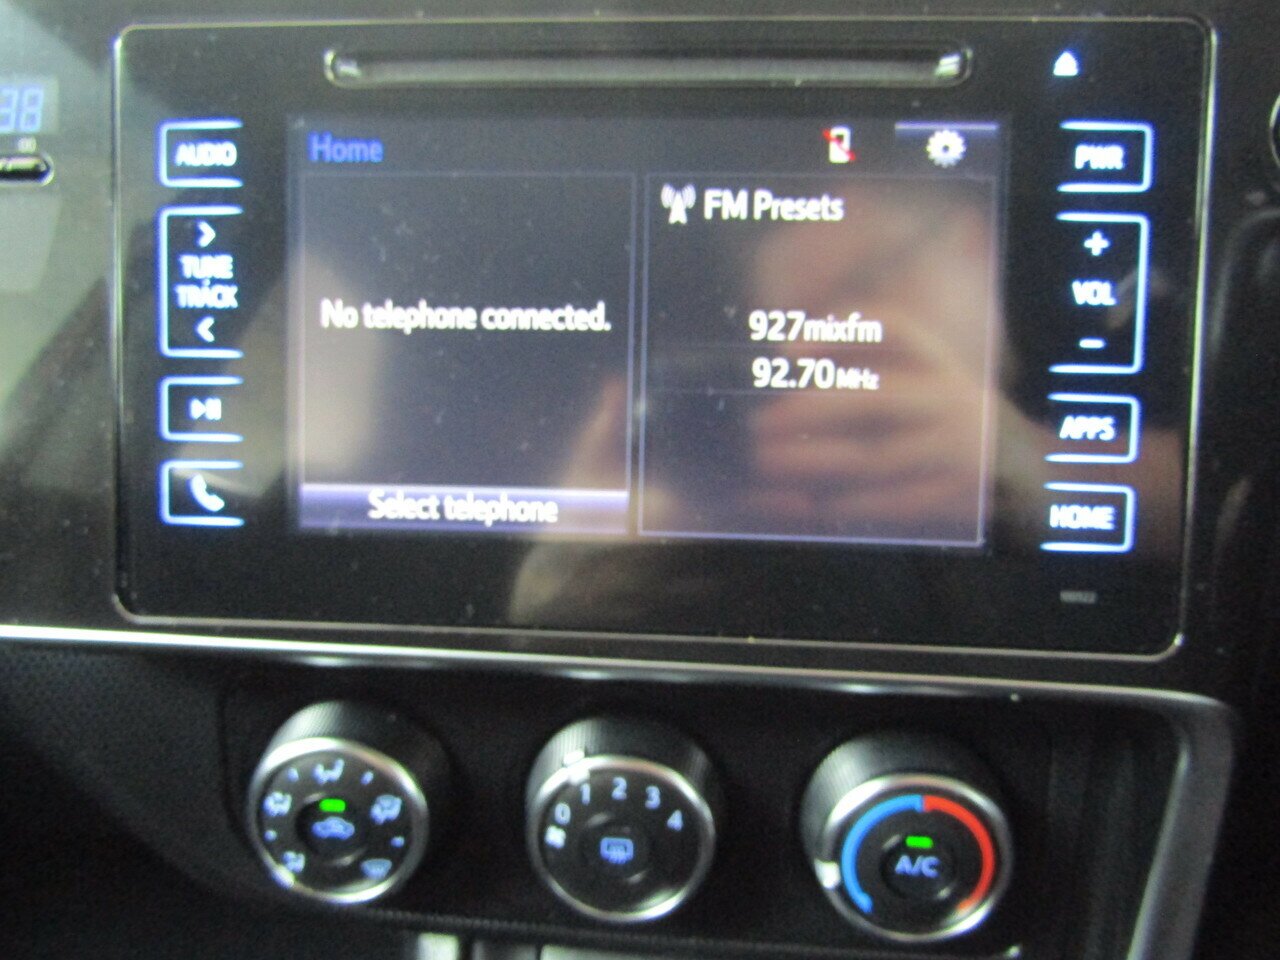 38
AUDIO
TUNE
TRACK
Home
No telephone connected.
Select telephone
FM Presets
927mixfm
92.70 MHz
PWR
+
VOL
-
APPS
HOME
0 1 2 3 4
A/C